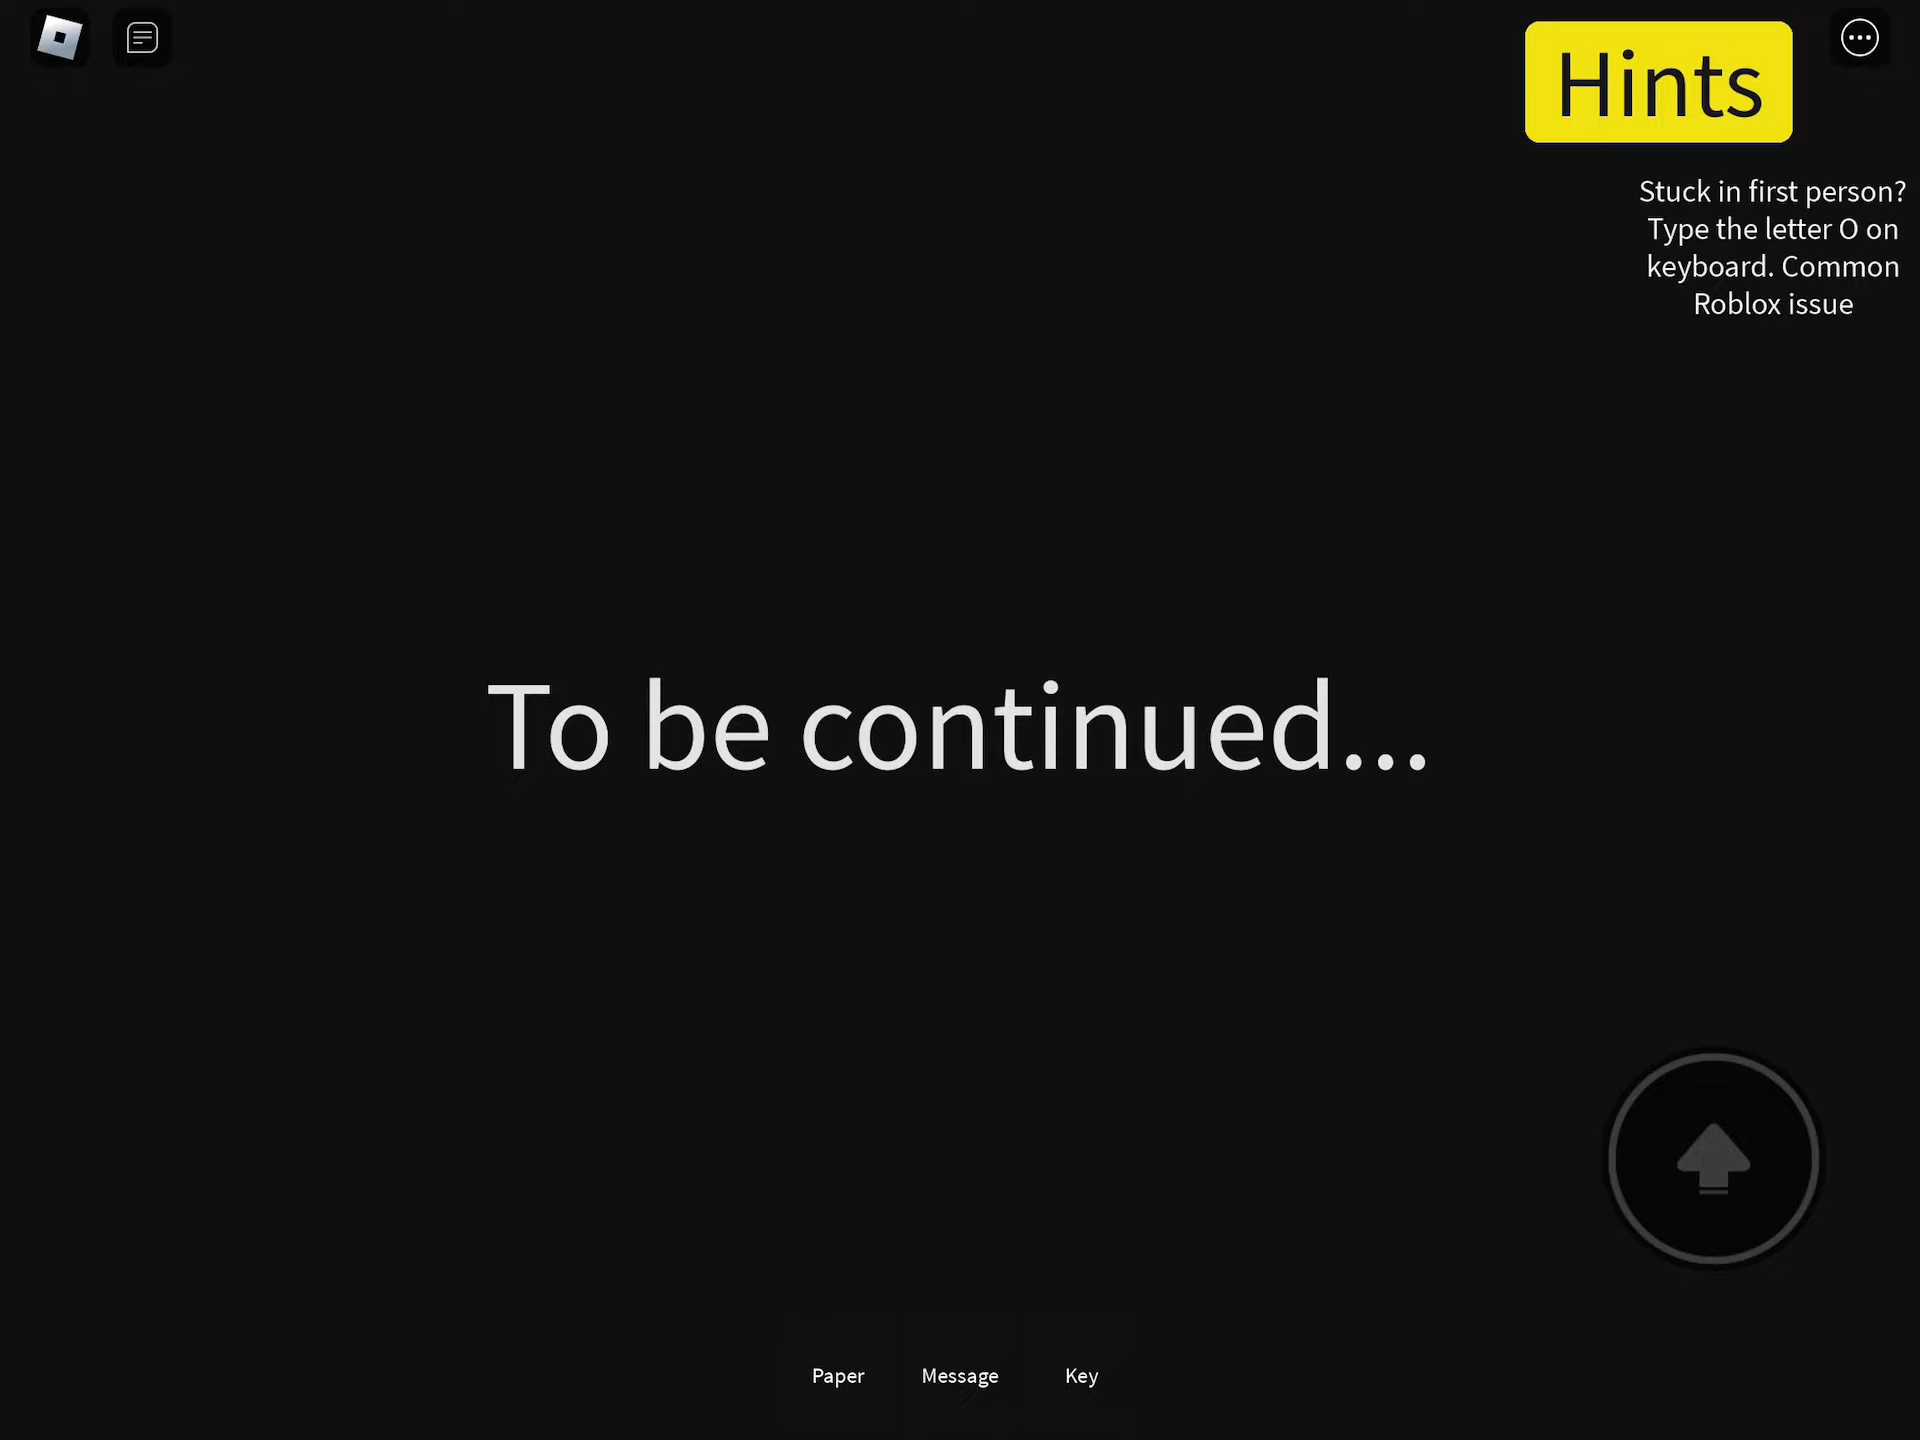 Hints
Stuck in first person?
Type the letter O on
keyboard. Common
Roblox issue
To be continued...
Paper
Message
Key